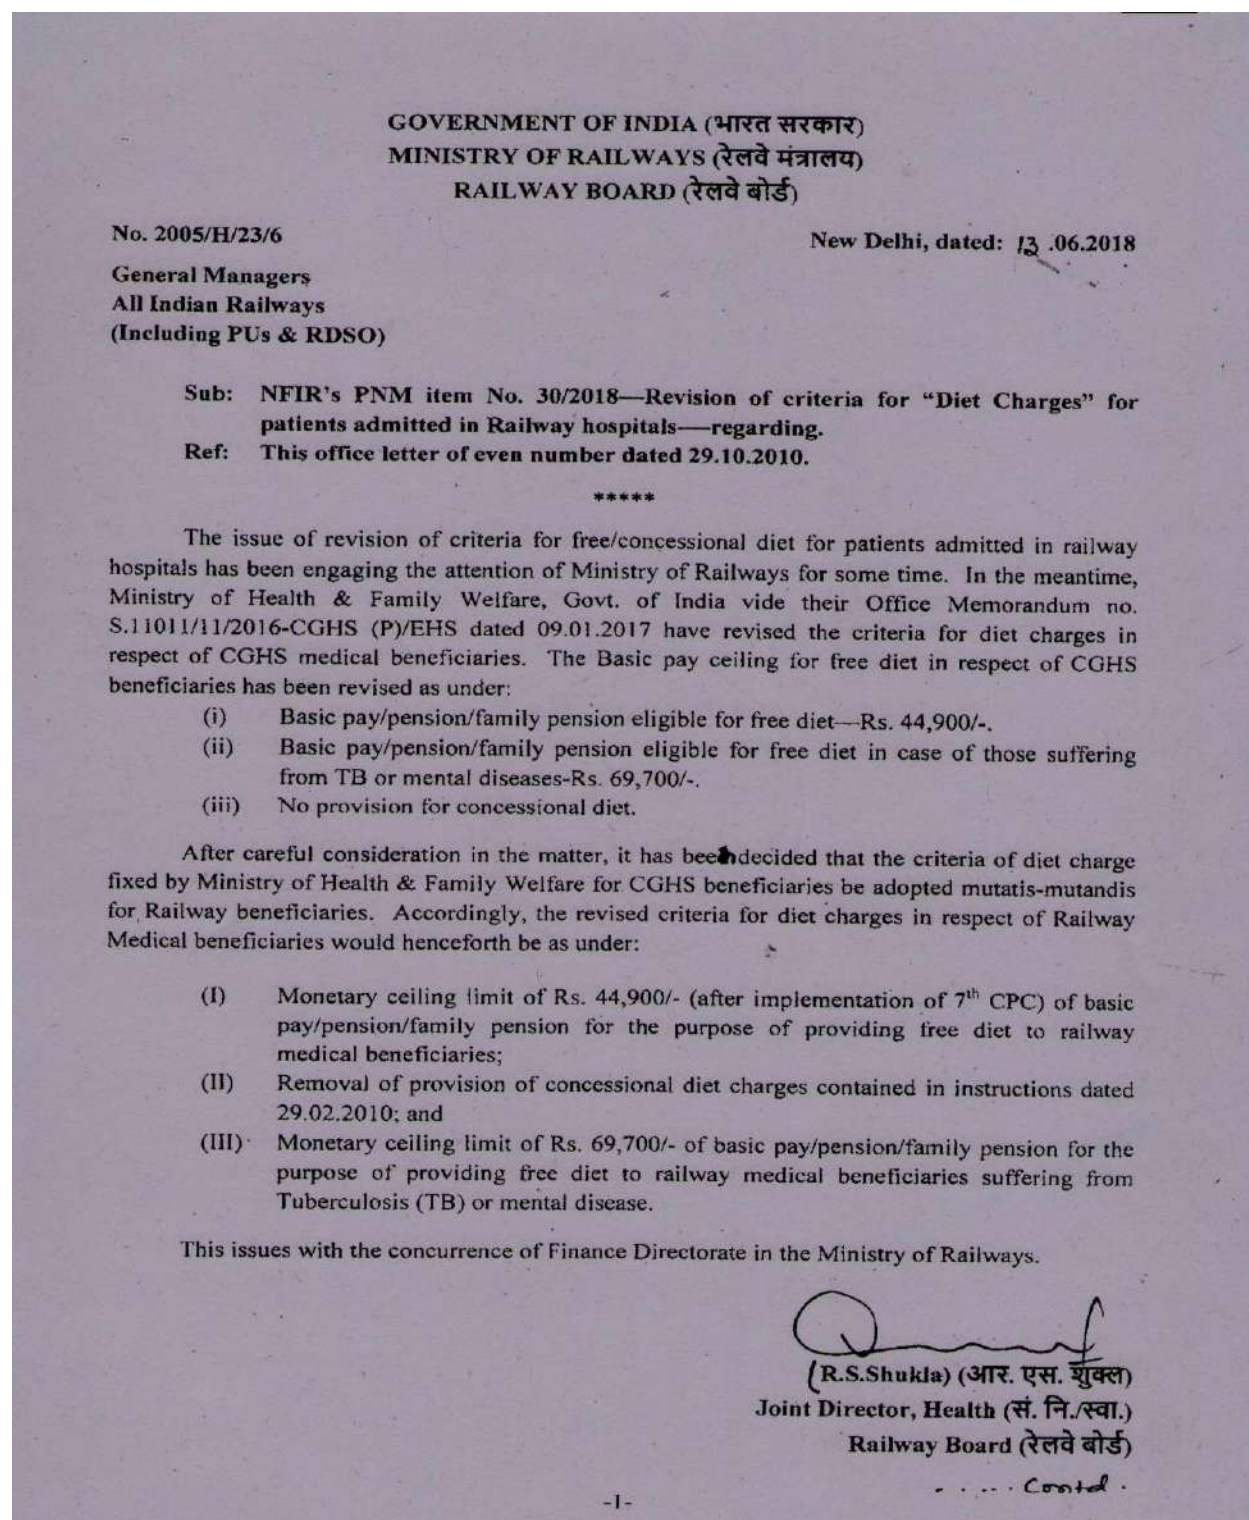 GOVERNMENT OF INDIA (भारत सरकार)
MINISTRY OF RAILWAYS (रेलवे मंत्रालय)
RAILWAY BOARD (रेलवे बोर्ड)
No. 2005/H/23/6
New Delhi, dated: 13 .06.2018
General Managers
All Indian Railways
(Including PUs & RDSO)
Sub: NFIR's PNM item No. 30/2018—Revision of criteria for "Diet Charges" for
patients admitted in Railway hospitals—–regarding.
Ref: This office letter of even number dated 29.10.2010.
*****
The issue of revision of criteria for free/concessional diet for patients admitted in railway
hospitals has been engaging the attention of Ministry of Railways for some time. In the meantime,
Ministry of Health & Family Welfare, Govt. of India vide their Office Memorandum no.
S.11011/11/2016-CGHS (P)/EHS dated 09.01.2017 have revised the criteria for diet charges in
respect of CGHS medical beneficiaries. The Basic pay ceiling for free diet in respect of CGHS
beneficiaries has been revised as under:
(i) Basic pay/pension/family pension eligible for free diet—Rs. 44,900/-.
(ii) Basic pay/pension/family pension eligible for free diet in case of those suffering
from TB or mental diseases-Rs. 69,700/-.
(iii) No provision for concessional diet.
After careful consideration in the matter, it has been decided that the criteria of diet charge
fixed by Ministry of Health & Family Welfare for CGHS beneficiaries be adopted mutatis-mutandis
for Railway beneficiaries. Accordingly, the revised criteria for diet charges in respect of Railway
Medical beneficiaries would henceforth be as under:
(I) Monetary ceiling limit of Rs. 44,900/- (after implementation of 7th CPC) of basic
pay/pension/family pension for the purpose of providing free diet to railway
medical beneficiaries;
(II) Removal of provision of concessional diet charges contained in instructions dated
29.02.2010; and
(III) Monetary ceiling limit of Rs. 69,700/- of basic pay/pension/family pension for the
purpose of providing free diet to railway medical beneficiaries suffering from
Tuberculosis (TB) or mental disease.
This issues with the concurrence of Finance Directorate in the Ministry of Railways.
(R.S.Shukla) (आर. एस. शुक्ल)
Joint Director, Health (सं. नि./स्वा.)
Railway Board (रेलवे बोर्ड)
. . ... . Contd .
-1-